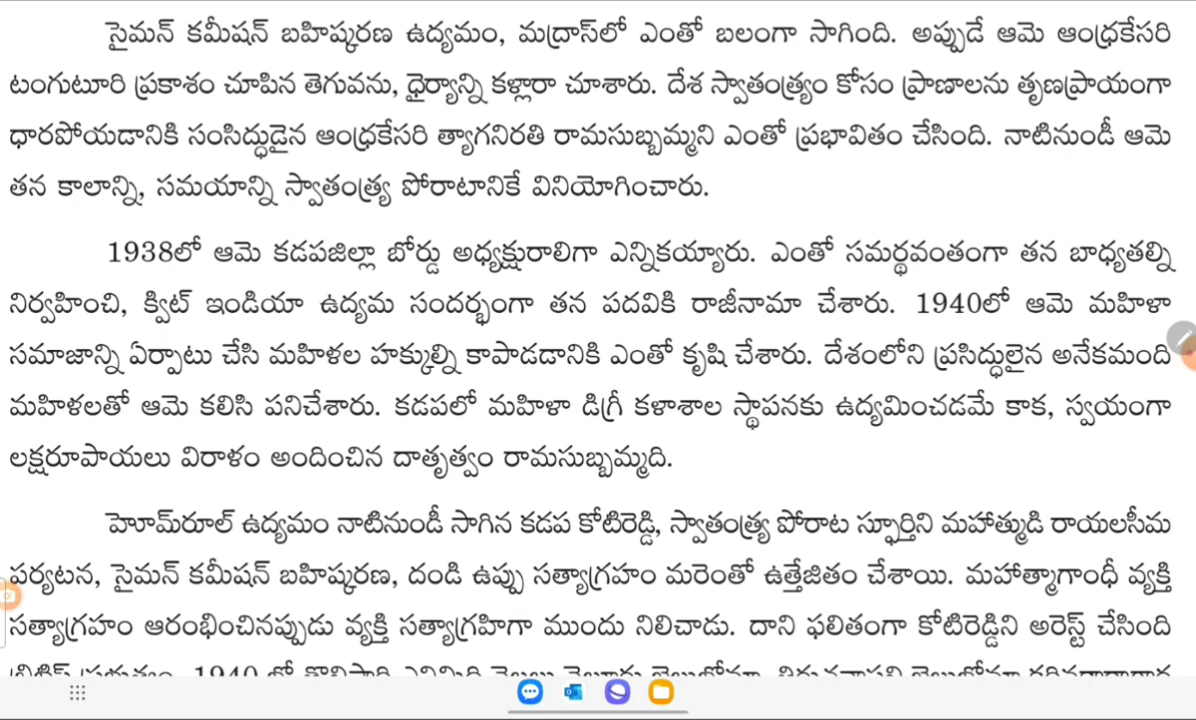 సైమన్ కమీషన్ బహిష్కరణ ఉద్యమం, మద్రాస్‌లో ఎంతో బలంగా సాగింది. అప్పుడే ఆమె ఆంధ్రకేసరి
టంగుటూరి ప్రకాశం చూపిన తెగువను, ధైర్యాన్ని కళ్లారా చూశారు. దేశ స్వాతంత్ర్యం కోసం ప్రాణాలను తృణప్రాయంగా
ధారపోయడానికి సంసిద్ధుడైన ఆంధ్రకేసరి త్యాగనిరతి రామసుబ్బమ్మని ఎంతో ప్రభావితం చేసింది. నాటినుండీ ఆమె
తన కాలాన్ని, సమయాన్ని స్వాతంత్ర్య పోరాటానికే వినియోగించారు.
1938లో ఆమె కడపజిల్లా బోర్డు అధ్యక్షురాలిగా ఎన్నికయ్యారు. ఎంతో సమర్థవంతంగా తన బాధ్యతల్ని
నిర్వహించి, క్విట్ ఇండియా ఉద్యమ సందర్భంగా తన పదవికి రాజీనామా చేశారు. 1940లో ఆమె మహిళా
సమాజాన్ని ఏర్పాటు చేసి మహిళల హక్కుల్ని కాపాడడానికి ఎంతో కృషి చేశారు. దేశంలోని ప్రసిద్ధులైన అనేకమంది
మహిళలతో ఆమె కలిసి పనిచేశారు. కడపలో మహిళా డిగ్రీ కళాశాల స్థాపనకు ఉద్యమించడమే కాక, స్వయంగా
లక్షరూపాయలు విరాళం అందించిన దాతృత్వం రామసుబ్బమ్మది.
హెూమ్‌రూల్ ఉద్యమం నాటినుండీ సాగిన కడప కోటిరెడ్డి, స్వాతంత్ర్య పోరాట స్ఫూర్తిని మహాత్ముడి రాయలసీమ
పర్యటన, సైమన్ కమీషన్ బహిష్కరణ, దండి ఉప్పు సత్యాగ్రహం మరెంతో ఉత్తేజితం చేశాయి. మహాత్మాగాంధీ వ్యక్తి
సత్యాగ్రహం ఆరంభించినప్పుడు వ్యక్తి సత్యాగ్రహిగా ముందు నిలిచాడు. దాని ఫలితంగా కోటిరెడ్డిని అరెస్ట్ చేసింది
1940 లో